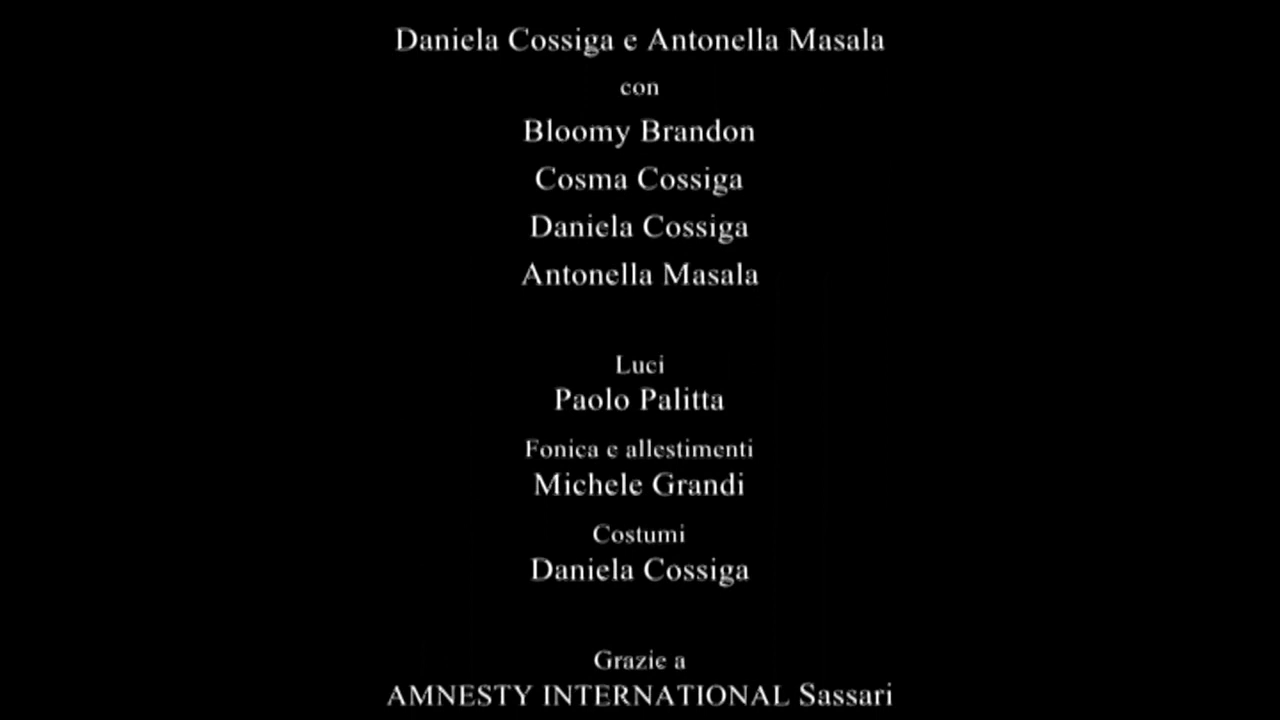 Daniela Cossiga e Antonella Masala
con
Bloomy Brandon
Cosma Cossiga
Daniela Cossiga
Antonella Masala
Luci
Paolo Palitta
Fonica e allestimenti
Michele Grandi
Costumi
Daniela Cossiga
Grazie a
AMNESTY INTERNATIONAL Sassari